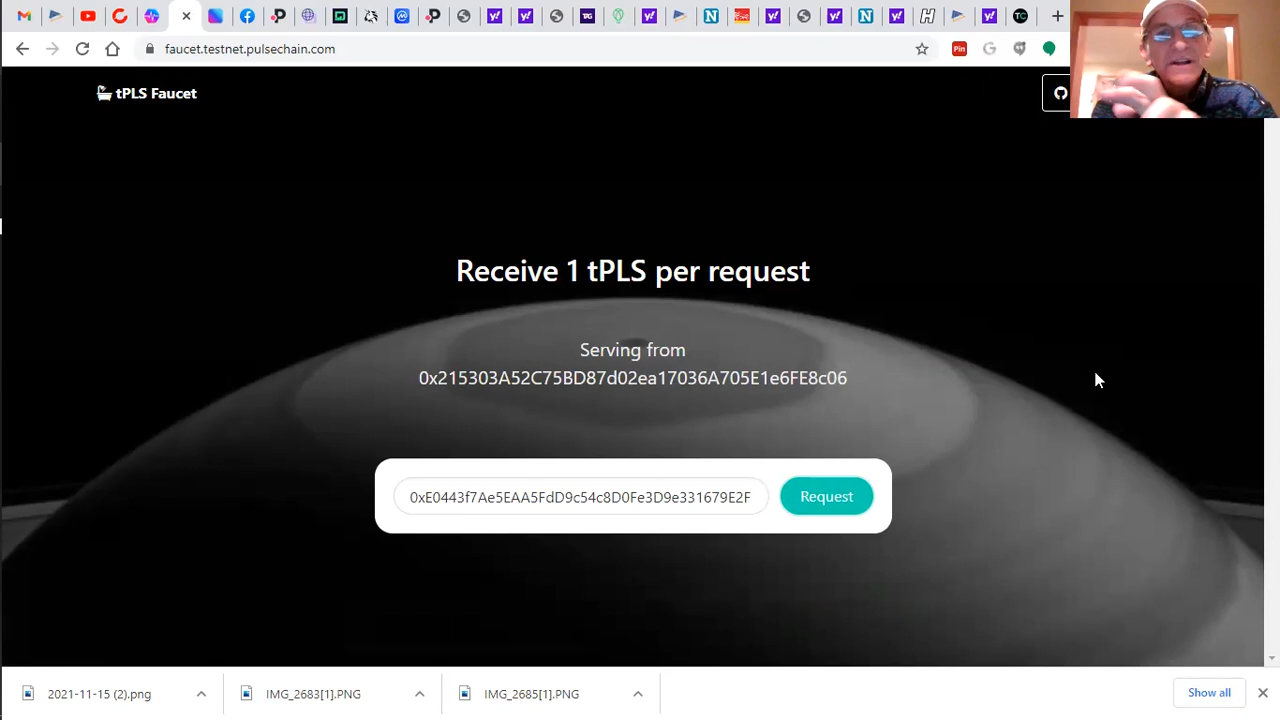 faucet.testnet.pulsechain.com
tPLS Faucet
Receive 1 tPLS per request
Serving from
0x215303A52C75BD87d02ea17036A705E1e6FE8c06
0xE0443f7Ae5EAA5FdD9c54c8D0Fe3D9e331679E2F
Request
2021-11-15 (2).png
IMG_2683[1].PNG
IMG_2685[1].PNG
Show all